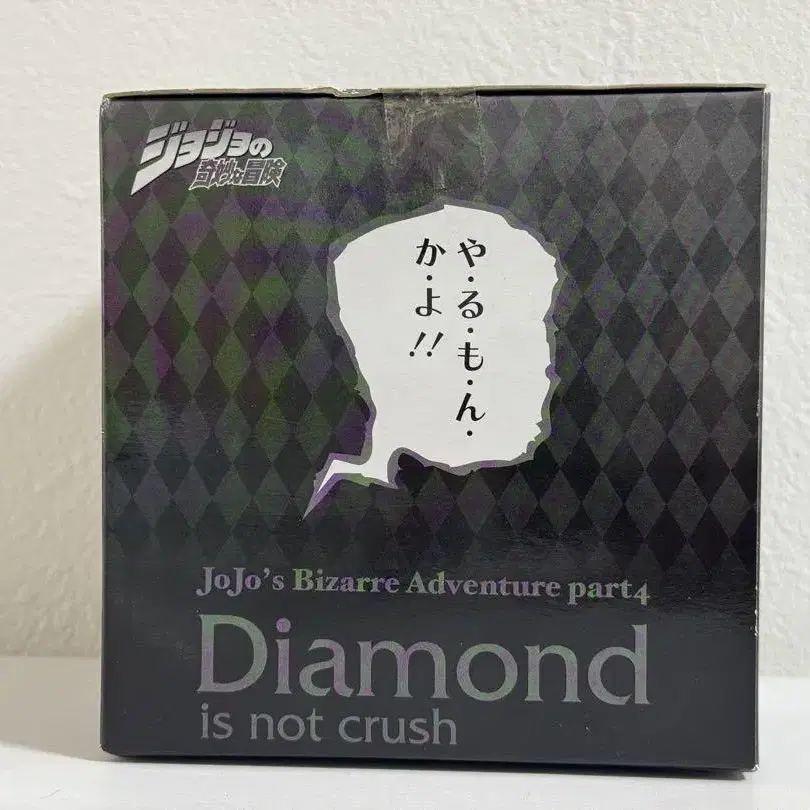 ジョジョの
奇妙な冒険
や・る・も・ん・
か・よ!!
JoJo's Bizarre Adventure part4
Diamond
is not crush